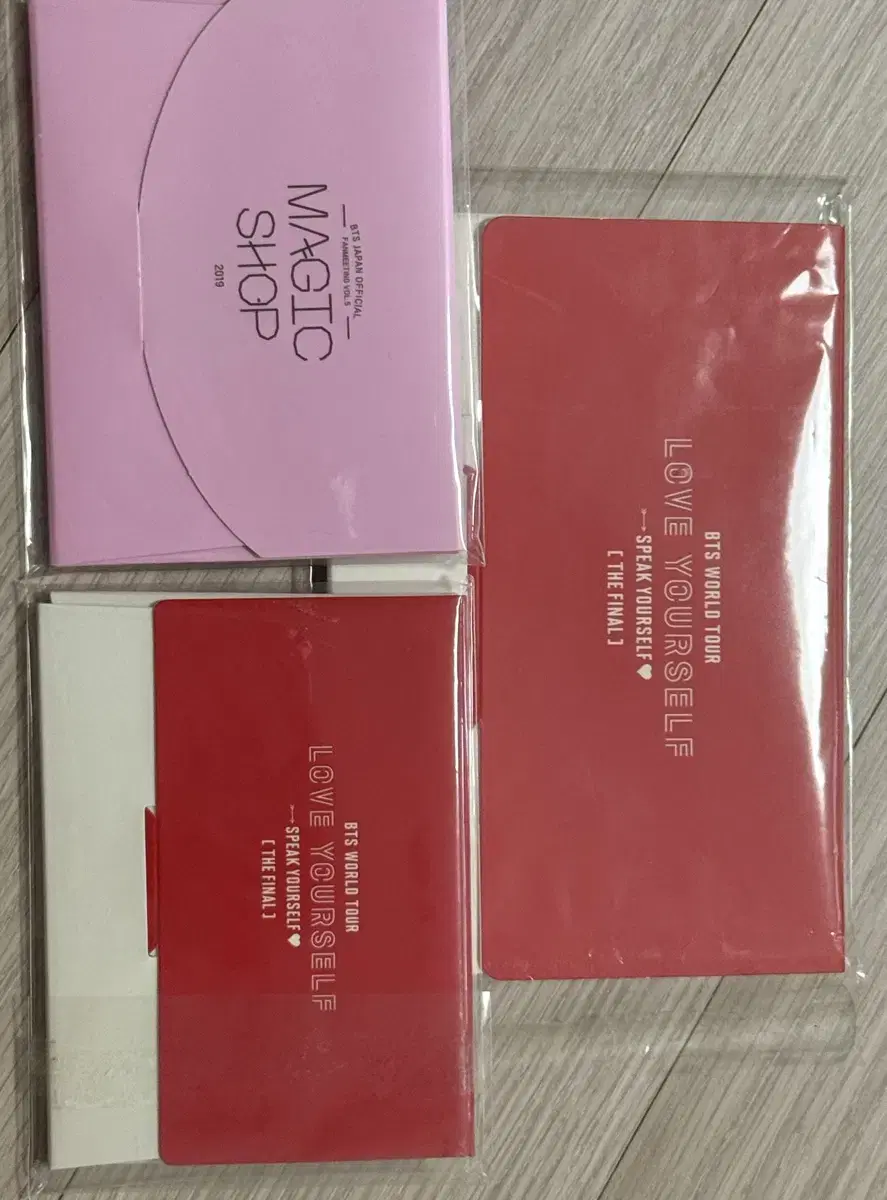 BTS JAPAN OFFICIAL
FANMEETING VOL.5
MAGIC
SHOP
2019
BTS WORLD TOUR
LOVE YOURSELF
SPEAK YOURSELF
[ THE FINAL ]
BTS WORLD TOUR
LOVE YOURSELF
SPEAK YOURSELF
[ THE FINAL ]